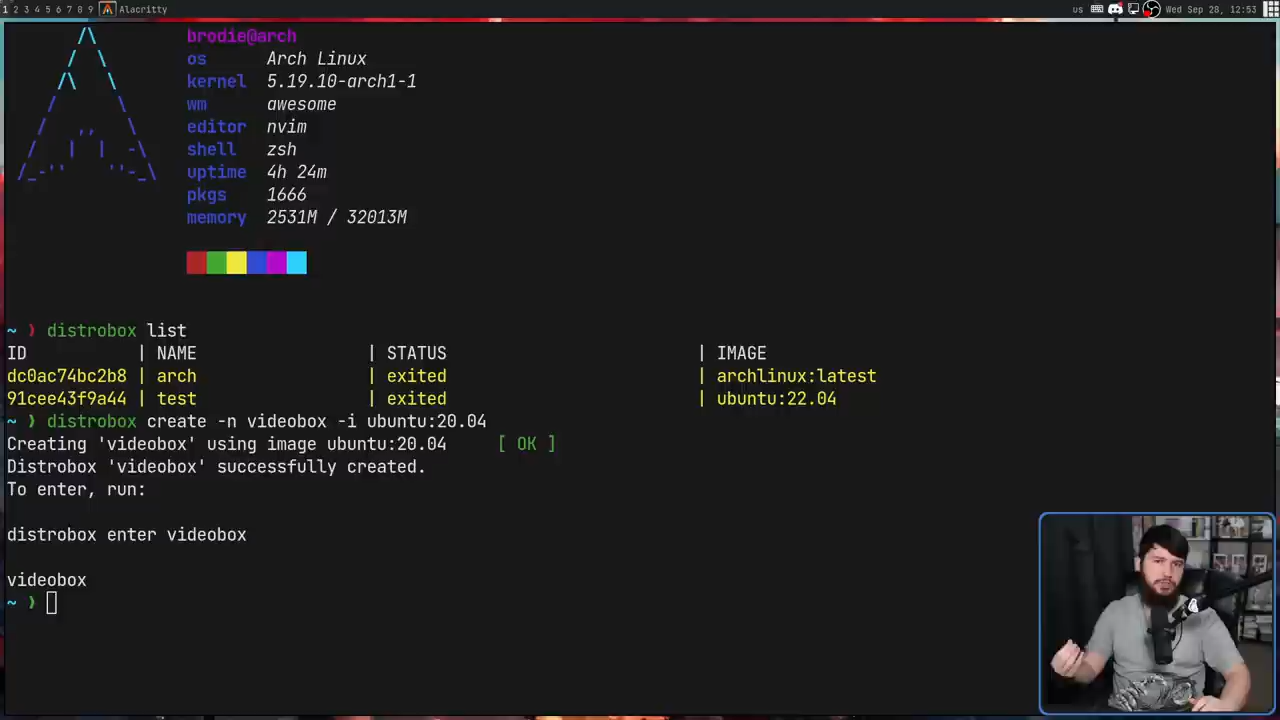 1 2 3 4 5 6 7 8 9 Alacritty us Wed Sep 28, 12:53
brodie@arch
os Arch Linux
kernel 5.19.10-arch1-1
wm awesome
editor nvim
shell zsh
uptime 4h 24m
pkgs 1666
memory 2531M / 32013M
~ ❯ distrobox list
ID | NAME | STATUS | IMAGE
dc0ac74bc2b8 | arch | exited | archlinux:latest
91cee43f9a44 | test | exited | ubuntu:22.04
~ ❯ distrobox create -n videobox -i ubuntu:20.04
Creating 'videobox' using image ubuntu:20.04 [ OK ]
Distrobox 'videobox' successfully created.
To enter, run:
distrobox enter videobox
videobox
~ ❯